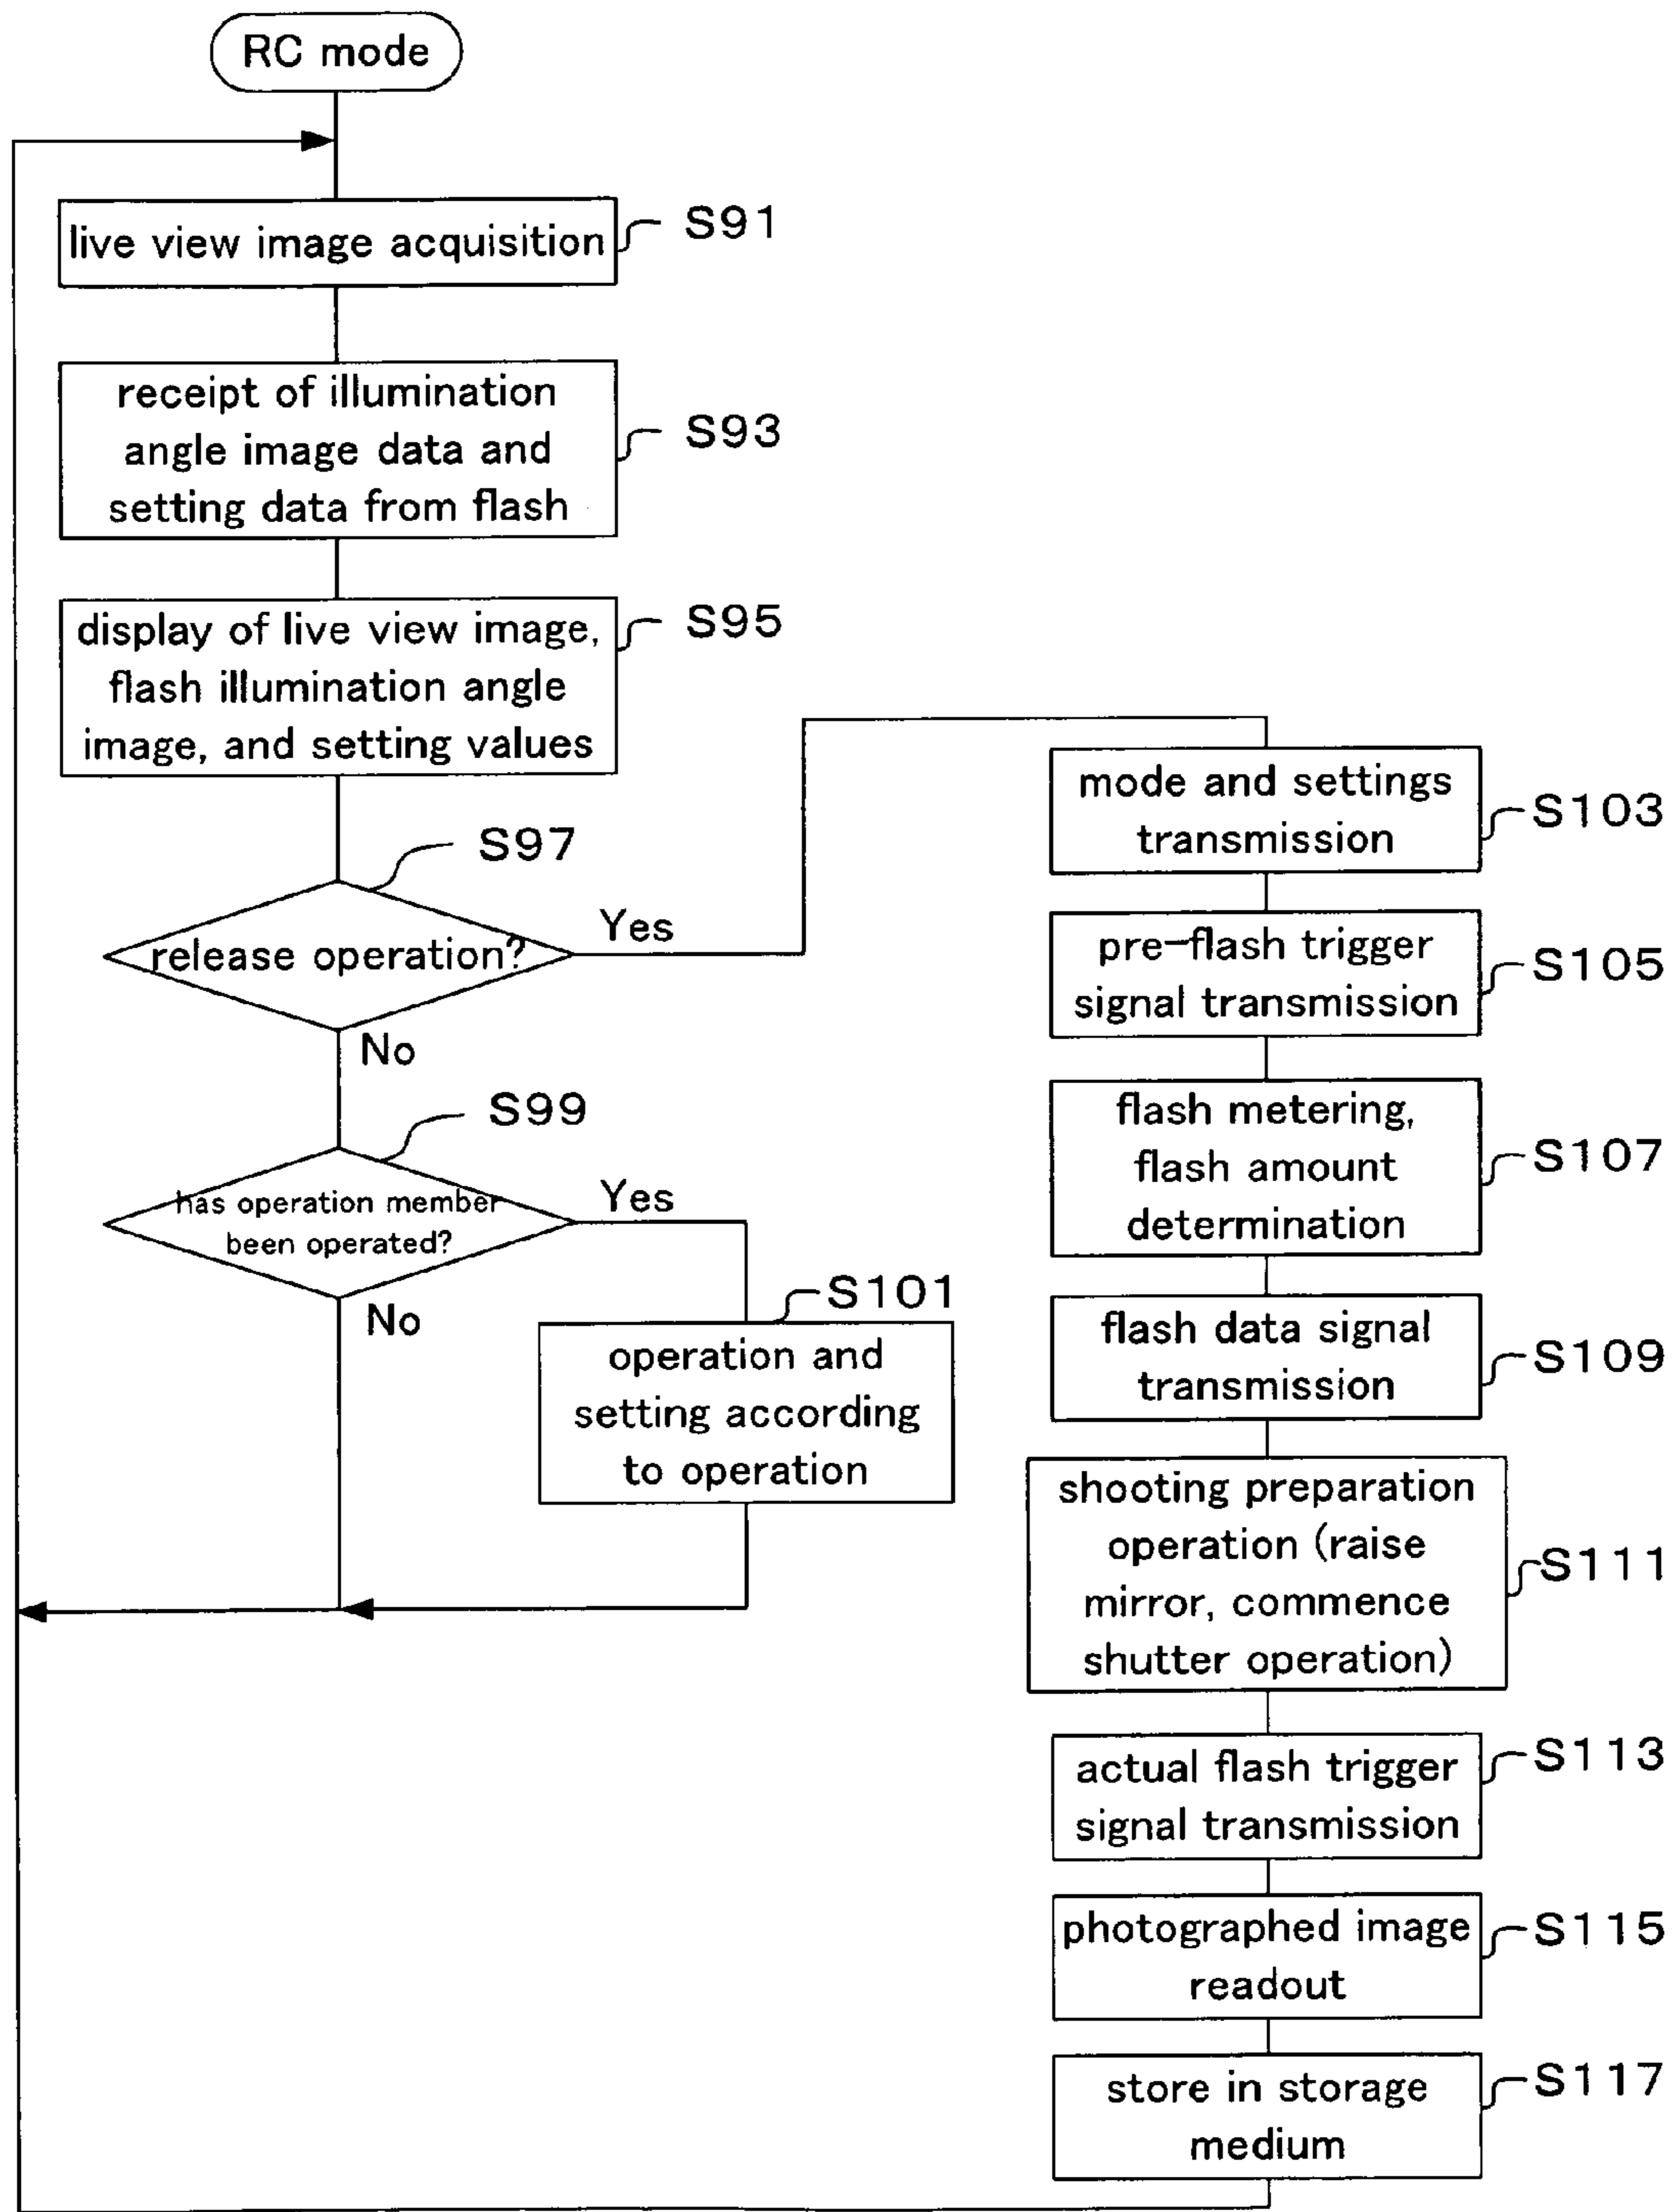 RC mode
live view image acquisition
S91
receipt of illumination
angle image data and
setting data from flash
S93
display of live view image,
flash illumination angle
image, and setting values
S95
S97
release operation?
Yes
No
S99
has operation member
been operated?
Yes
No
S101
operation and
setting according
to operation
mode and settings
transmission
S103
pre-flash trigger
signal transmission
S105
flash metering,
flash amount
determination
S107
flash data signal
transmission
S109
shooting preparation
operation (raise
mirror, commence
shutter operation)
S111
actual flash trigger
signal transmission
S113
photographed image
readout
S115
store in storage
medium
S117